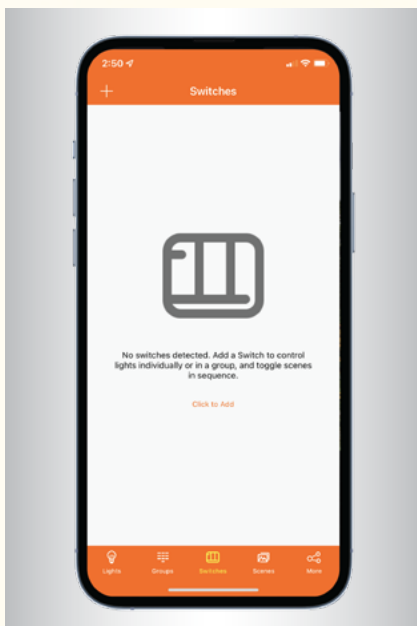 2:50
Switches
No switches detected. Add a Switch to control
lights individually or in a group, and toggle scenes
in sequence.
Click to Add
Lights
Groups
Switches
Scenes
More